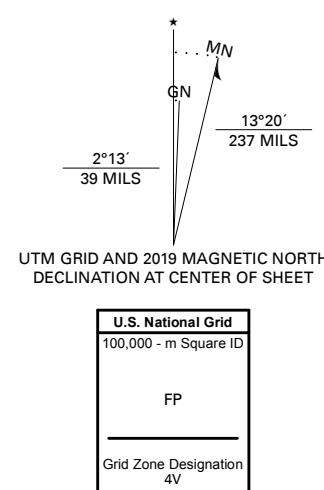 ★
MN
GN
13°20´
237 MILS
2°13´
39 MILS
UTM GRID AND 2019 MAGNETIC NORTH
DECLINATION AT CENTER OF SHEET
U.S. National Grid
100,000 - m Square ID
FP
Grid Zone Designation
4V